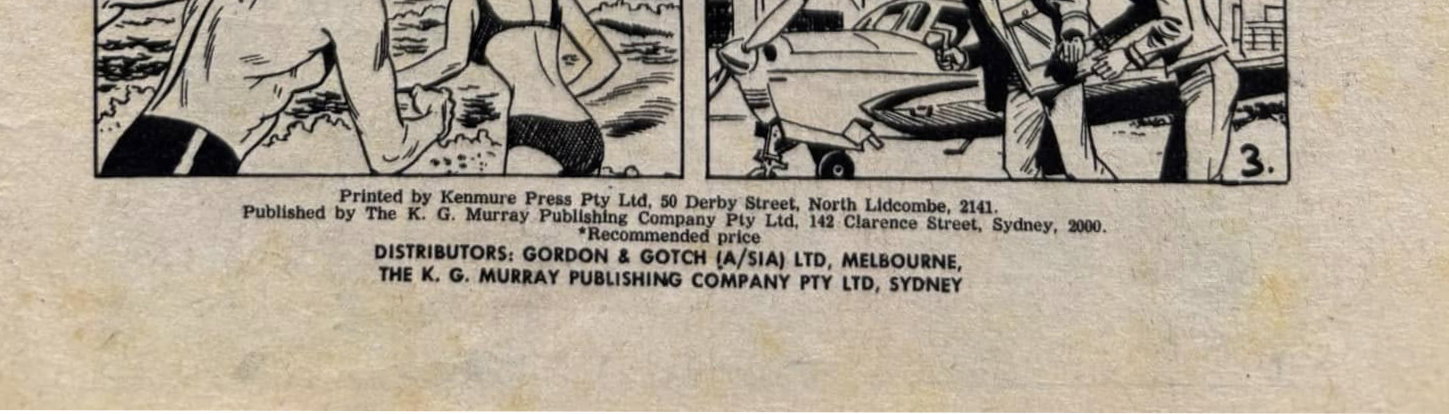 3.
Printed by Kenmure Press Pty Ltd, 50 Derby Street, North Lidcombe, 2141.
Published by The K. G. Murray Publishing Company Pty Ltd, 142 Clarence Street, Sydney, 2000.
*Recommended price
DISTRIBUTORS: GORDON & GOTCH (A/SIA) LTD, MELBOURNE,
THE K. G. MURRAY PUBLISHING COMPANY PTY LTD, SYDNEY